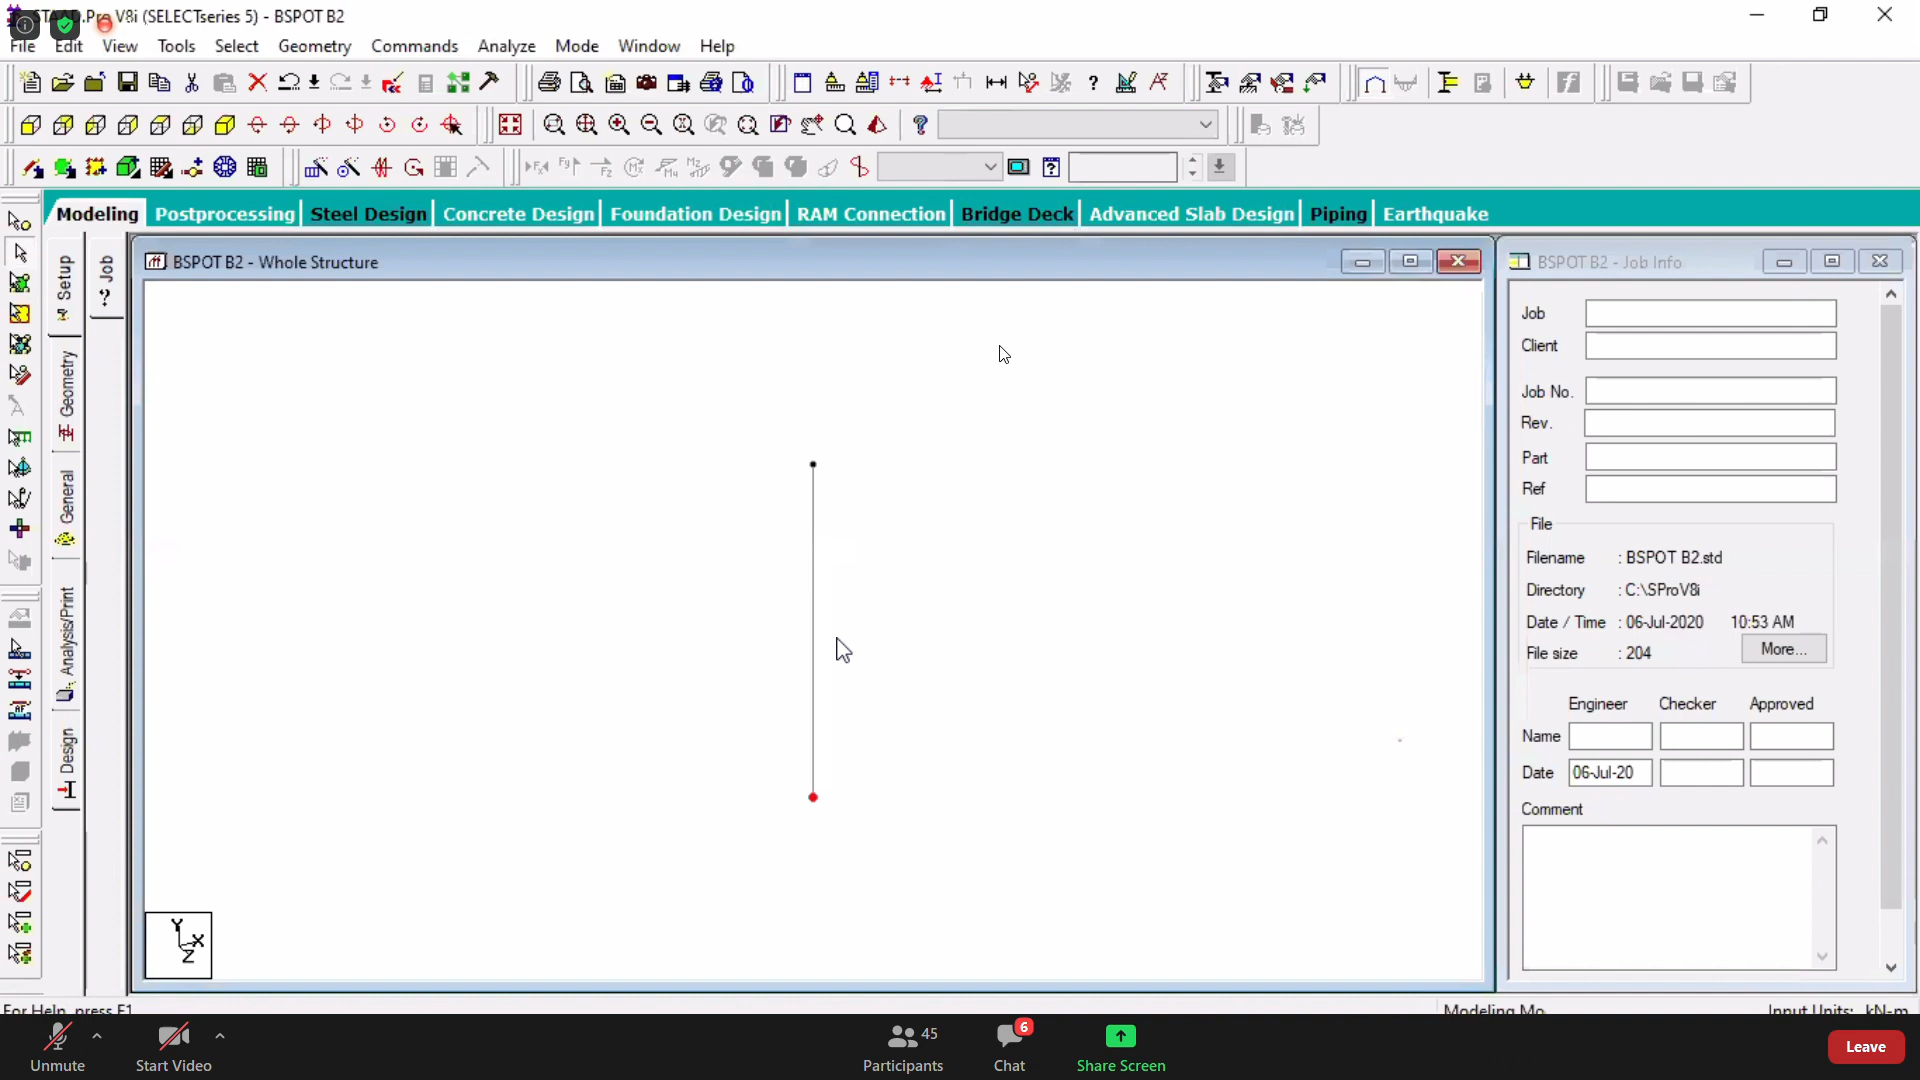 STAAD.Pro V8i (SELECTseries 5) - BSPOT B2
File Edit View Tools Select Geometry Commands Analyze Mode Window Help
Modeling Postprocessing Steel Design Concrete Design Foundation Design RAM Connection Bridge Deck Advanced Slab Design Piping Earthquake
Setup
Geometry
General
Analysis/Print
Design
Job
BSPOT B2 - Whole Structure
Y
X
Z
BSPOT B2 - Job Info
Job
Client
Job No.
Rev.
Part
Ref
File
Filename : BSPOT B2.std
Directory : C:\SProV8i
Date / Time : 06-Jul-2020 10:53 AM
File size : 204 More...
Engineer Checker Approved
Name
Date 06-Jul-20
Comment
For Help, press F1 Modeling Mo Input Units: kN-m
Unmute Start Video 45 Participants 6 Chat Share Screen Leave